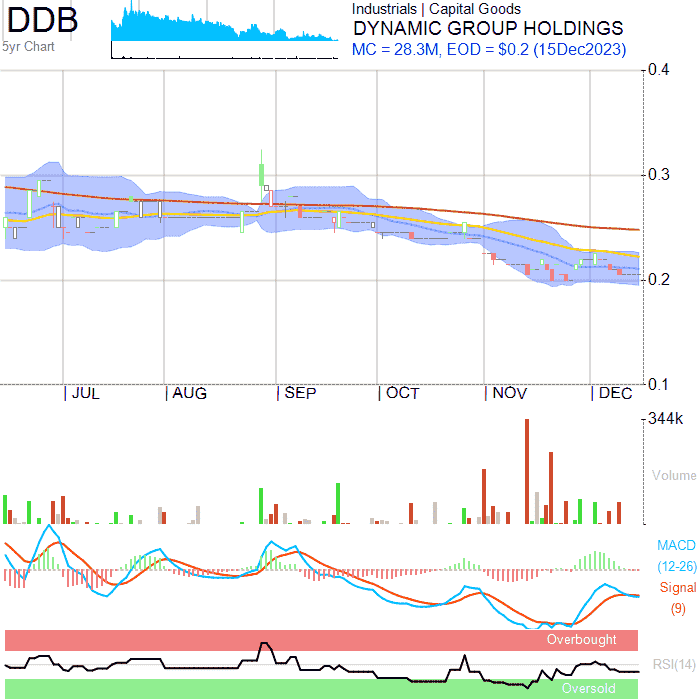 DDB
5yr Chart
Industrials | Capital Goods
DYNAMIC GROUP HOLDINGS
MC = 28.3M, EOD = $0.2 (15Dec2023)
0.4
0.3
0.2
0.1
JUL AUG SEP OCT NOV DEC
344k
Volume
MACD
(12-26)
Signal
(9)
Overbought
RSI(14)
Oversold